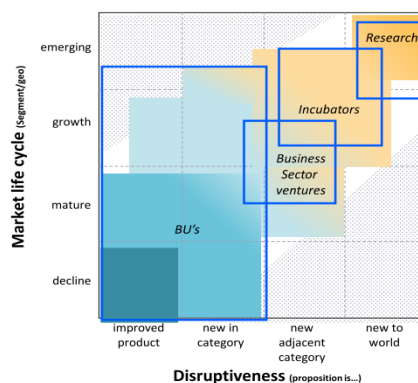 Market life cycle (Segment/geo)
emerging
growth
mature
decline
Research
Incubators
Business
Sector
ventures
BU's
improved
product
new in
category
new
adjacent
category
new to
world
Disruptiveness (proposition is...)